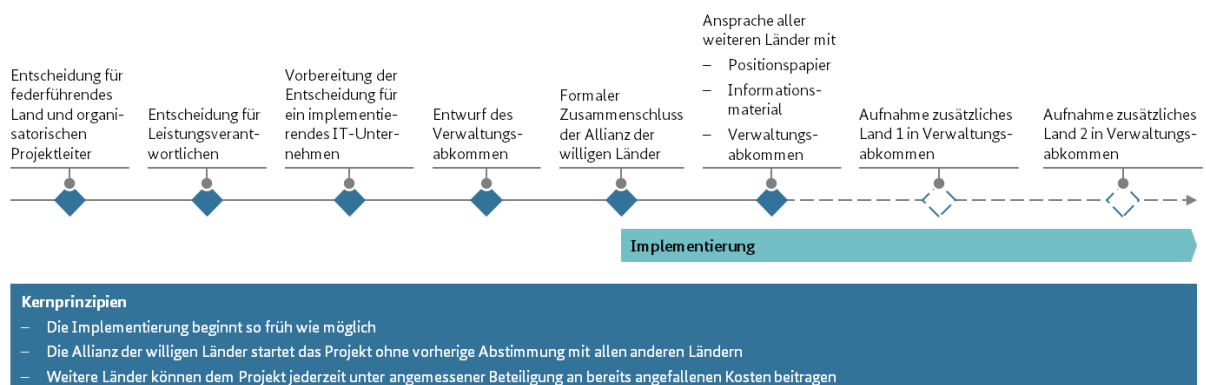 Entscheidung für
federführendes
Land und organi-
satorischen
Projektleiter
Entscheidung für
Leistungsverant-
wortlichen
Vorbereitung der
Entscheidung für
ein implementie-
rendes IT-Unter-
nehmen
Entwurf des
Verwaltungs-
abkommen
Formaler
Zusammenschluss
der Allianz der
willigen Länder
Ansprache aller
weiteren Länder mit
– Positionspapier
– Informations-
material
– Verwaltungs-
abkommen
Aufnahme zusätzliches
Land 1 in Verwaltungs-
abkommen
Aufnahme zusätzliches
Land 2 in Verwaltungs-
abkommen
Implementierung
Kernprinzipien
– Die Implementierung beginnt so früh wie möglich
– Die Allianz der willigen Länder startet das Projekt ohne vorherige Abstimmung mit allen anderen Ländern
– Weitere Länder können dem Projekt jederzeit unter angemessener Beteiligung an bereits angefallenen Kosten beitragen